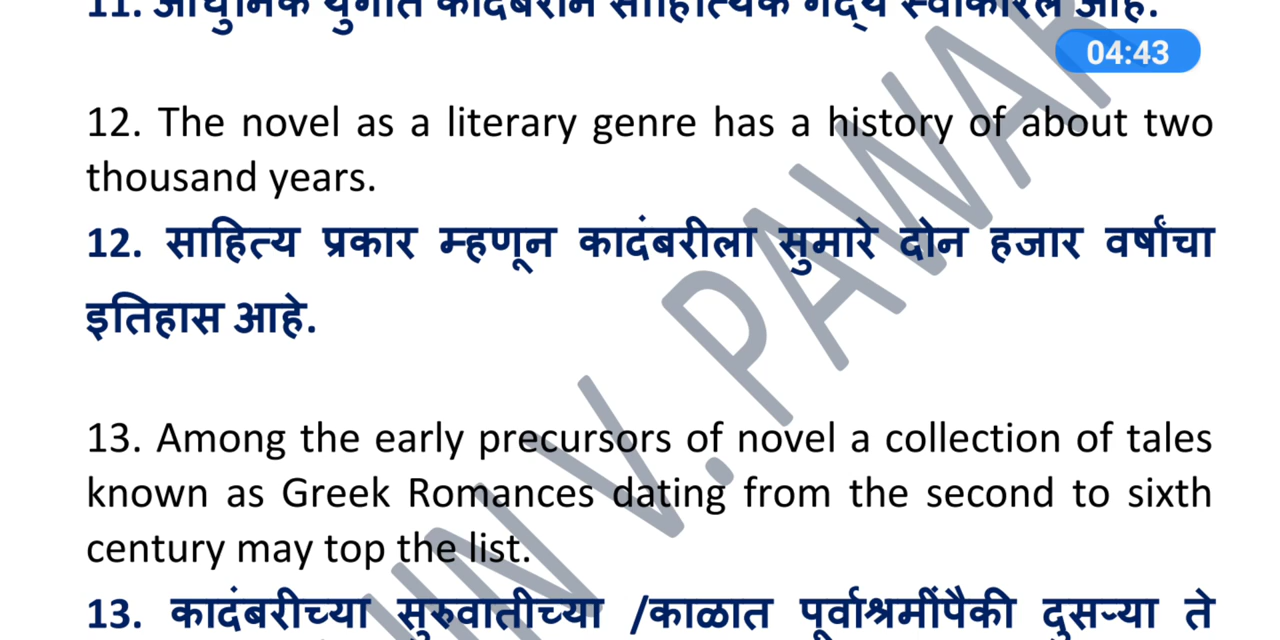 11. आधुनिक युगात कादंबरीने साहित्यिक गद्य स्वीकारले आहे.
04:43
12. The novel as a literary genre has a history of about two
thousand years.
12. साहित्य प्रकार म्हणून कादंबरीला सुमारे दोन हजार वर्षांचा
इतिहास आहे.
13. Among the early precursors of novel a collection of tales
known as Greek Romances dating from the second to sixth
century may top the list.
13. कादंबरीच्या सुरुवातीच्या /काळात पूर्वाश्रमींपैकी दुसऱ्या ते
V. PAWAR